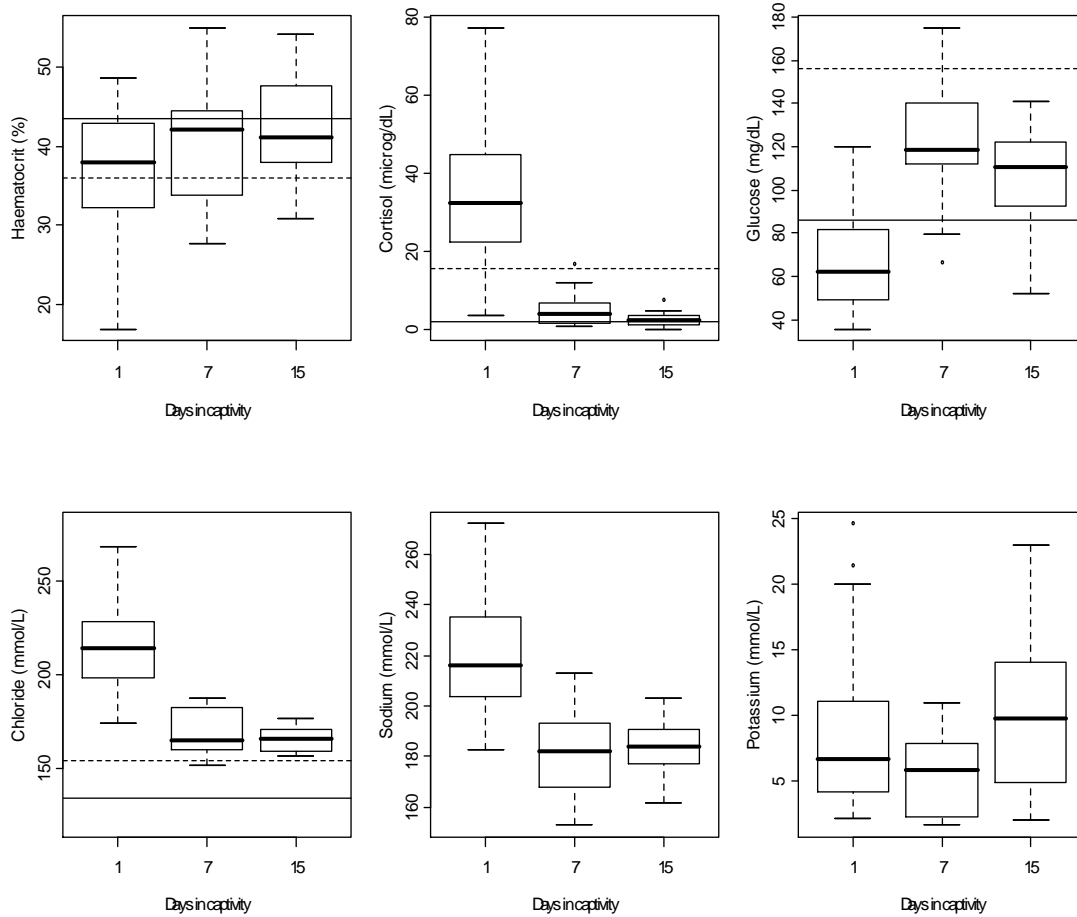 Haematocrit (%)
50
40
30
20
1 7 15
Days in captivity
Cortisol (microg/dL)
80
60
40
20
0
1 7 15
Days in captivity
Glucose (mg/dL)
180
160
140
120
100
80
60
40
1 7 15
Days in captivity
Chloride (mmol/L)
250
200
150
1 7 15
Days in captivity
Sodium (mmol/L)
260
240
220
200
180
160
1 7 15
Days in captivity
Potassium (mmol/L)
25
20
15
10
5
1 7 15
Days in captivity